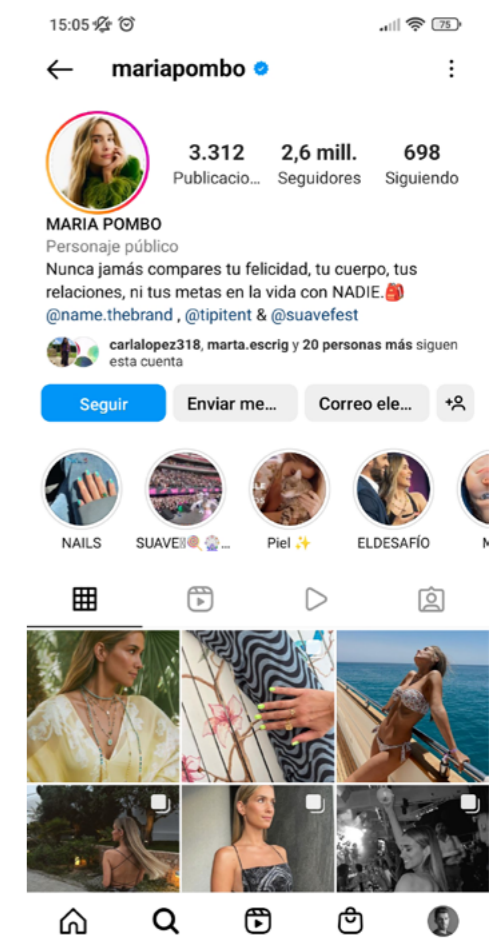 15:05
75
mariapombo
3.312 2,6 mill. 698
Publicacio... Seguidores Siguiendo
MARIA POMBO
Personaje público
Nunca jamás compares tu felicidad, tu cuerpo, tus
relaciones, ni tus metas en la vida con NADIE.🎒
@name.thebrand , @tipitent & @suavefest
carlalopez318, marta.escrig y 20 personas más siguen
esta cuenta
Seguir Enviar me... Correo ele...
NAILS SUAVE🍭🎡... Piel ✨ ELDESAFÍO